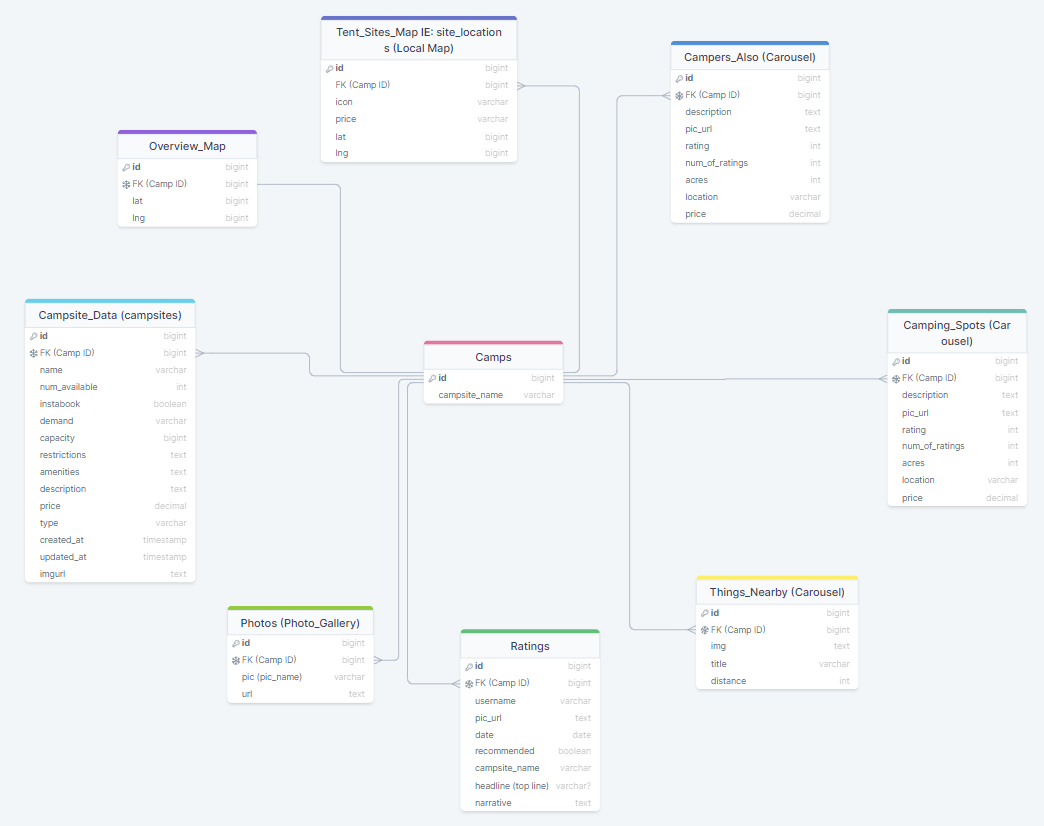 Tent_Sites_Map IE: site_location
s (Local Map)
id bigint
FK (Camp ID) bigint
icon varchar
price varchar
lat bigint
lng bigint
Campers_Also (Carousel)
id bigint
FK (Camp ID) bigint
description text
pic_url text
rating int
num_of_ratings int
acres int
location varchar
price decimal
Overview_Map
id bigint
FK (Camp ID) bigint
lat bigint
lng bigint
Campsite_Data (campsites)
id bigint
FK (Camp ID) bigint
name varchar
num_available int
instabook boolean
demand varchar
capacity bigint
restrictions text
amenities text
description text
price decimal
type varchar
created_at timestamp
updated_at timestamp
imgurl text
Camps
id bigint
campsite_name varchar
Camping_Spots (Car
ousel)
id bigint
FK (Camp ID) bigint
description text
pic_url text
rating int
num_of_ratings int
acres int
location varchar
price decimal
Photos (Photo_Gallery)
id bigint
FK (Camp ID) bigint
pic (pic_name) varchar
url text
Ratings
id bigint
FK (Camp ID) bigint
username varchar
pic_url text
date date
recommended boolean
campsite_name varchar
headline (top line) varchar?
narrative text
Things_Nearby (Carousel)
id bigint
FK (Camp ID) bigint
img text
title varchar
distance int